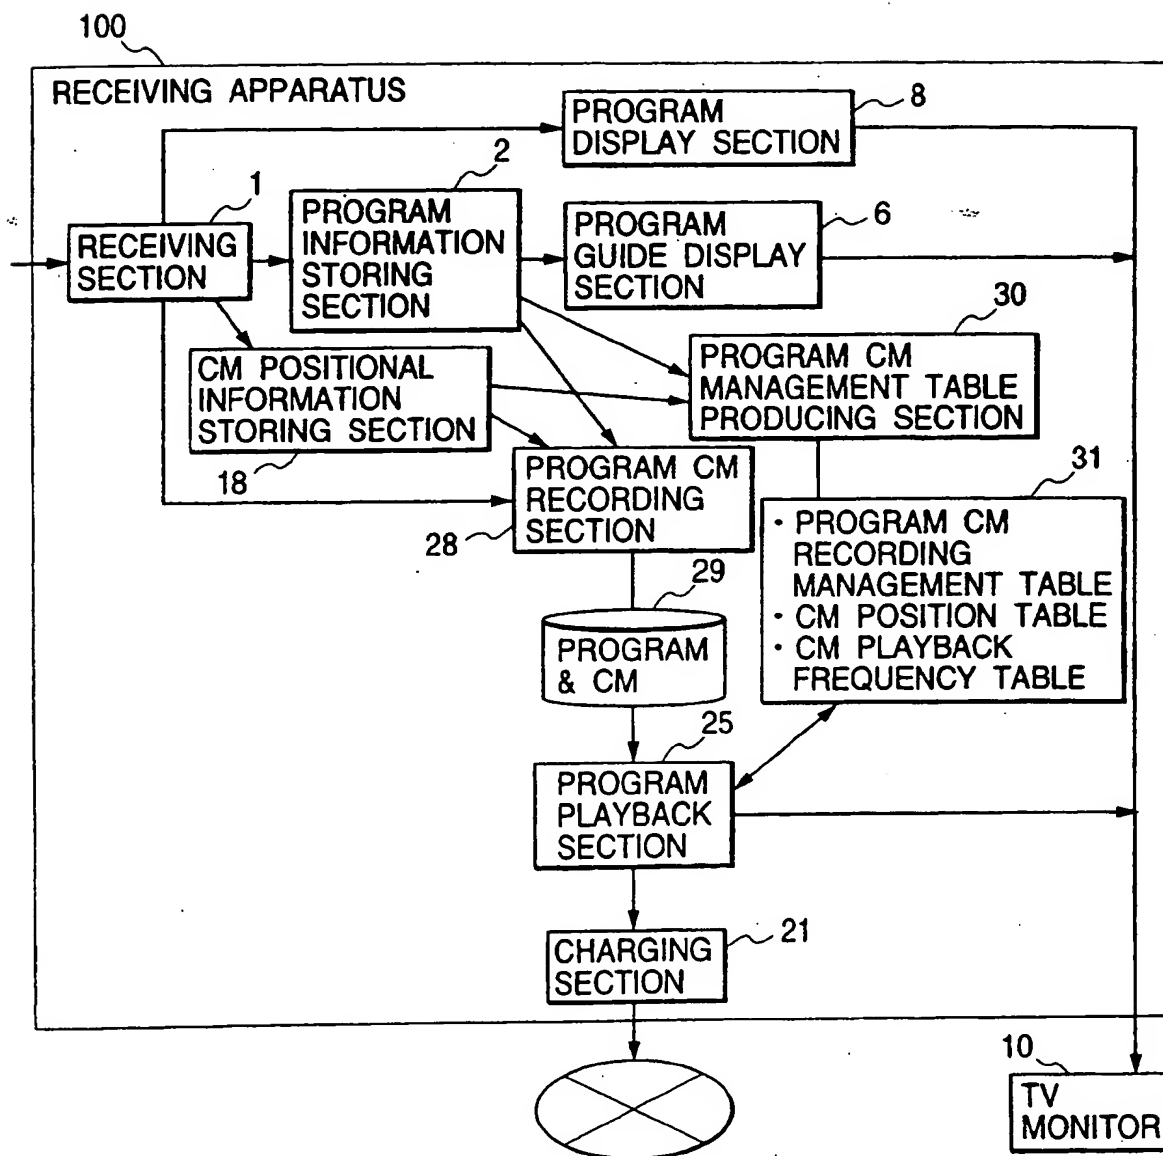 100
RECEIVING APPARATUS
PROGRAM
DISPLAY SECTION
8
2
1
PROGRAM
INFORMATION
STORING
SECTION
PROGRAM
GUIDE DISPLAY
SECTION
6
RECEIVING
SECTION
30
CM POSITIONAL
INFORMATION
STORING SECTION
18
PROGRAM CM
MANAGEMENT TABLE
PRODUCING SECTION
PROGRAM CM
RECORDING
SECTION
28
31
· PROGRAM CM
RECORDING
MANAGEMENT TABLE
· CM POSITION TABLE
· CM PLAYBACK
FREQUENCY TABLE
29
PROGRAM
& CM
25
PROGRAM
PLAYBACK
SECTION
CHARGING
SECTION
21
10
TV
MONITOR